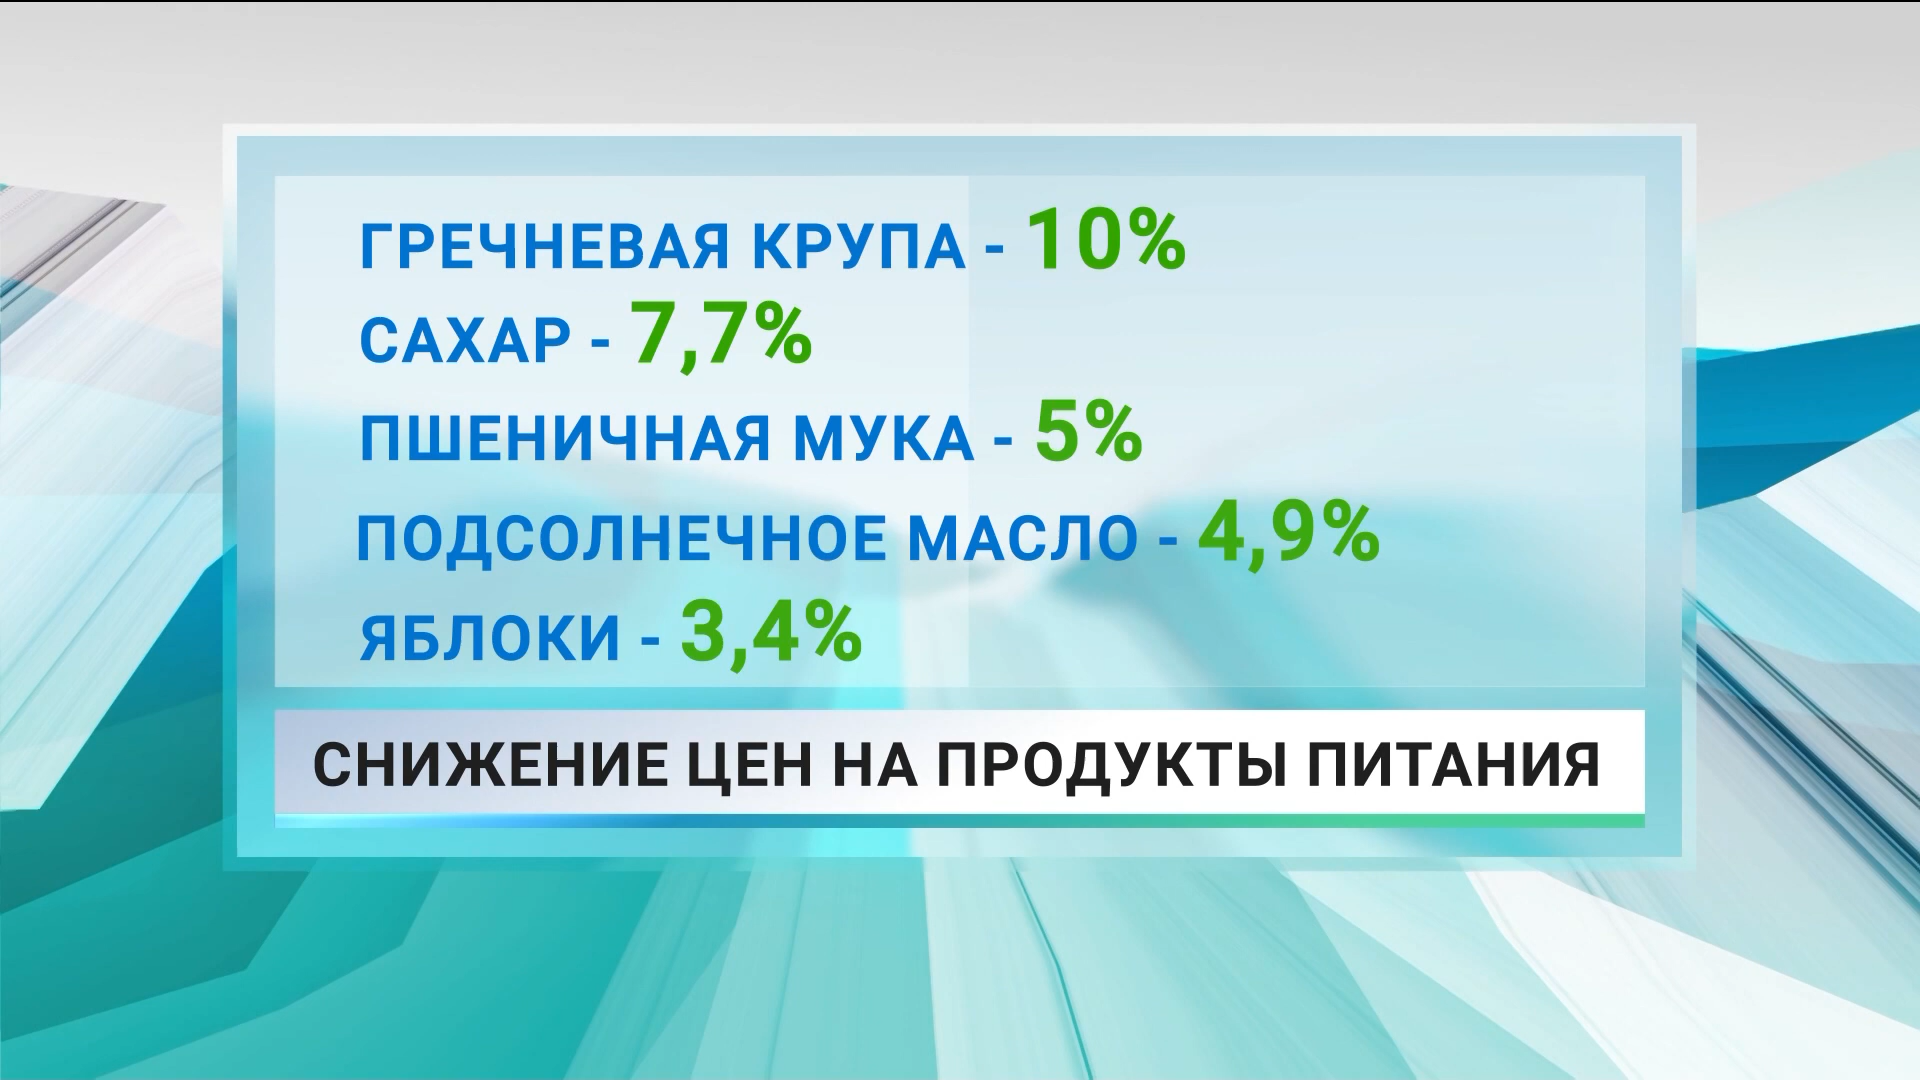 ГРЕЧНЕВАЯ КРУПА - 10%
САХАР - 7,7%
ПШЕНИЧНАЯ МУКА - 5%
ПОДСОЛНЕЧНОЕ МАСЛО - 4,9%
ЯБЛОКИ - 3,4%
СНИЖЕНИЕ ЦЕН НА ПРОДУКТЫ ПИТАНИЯ